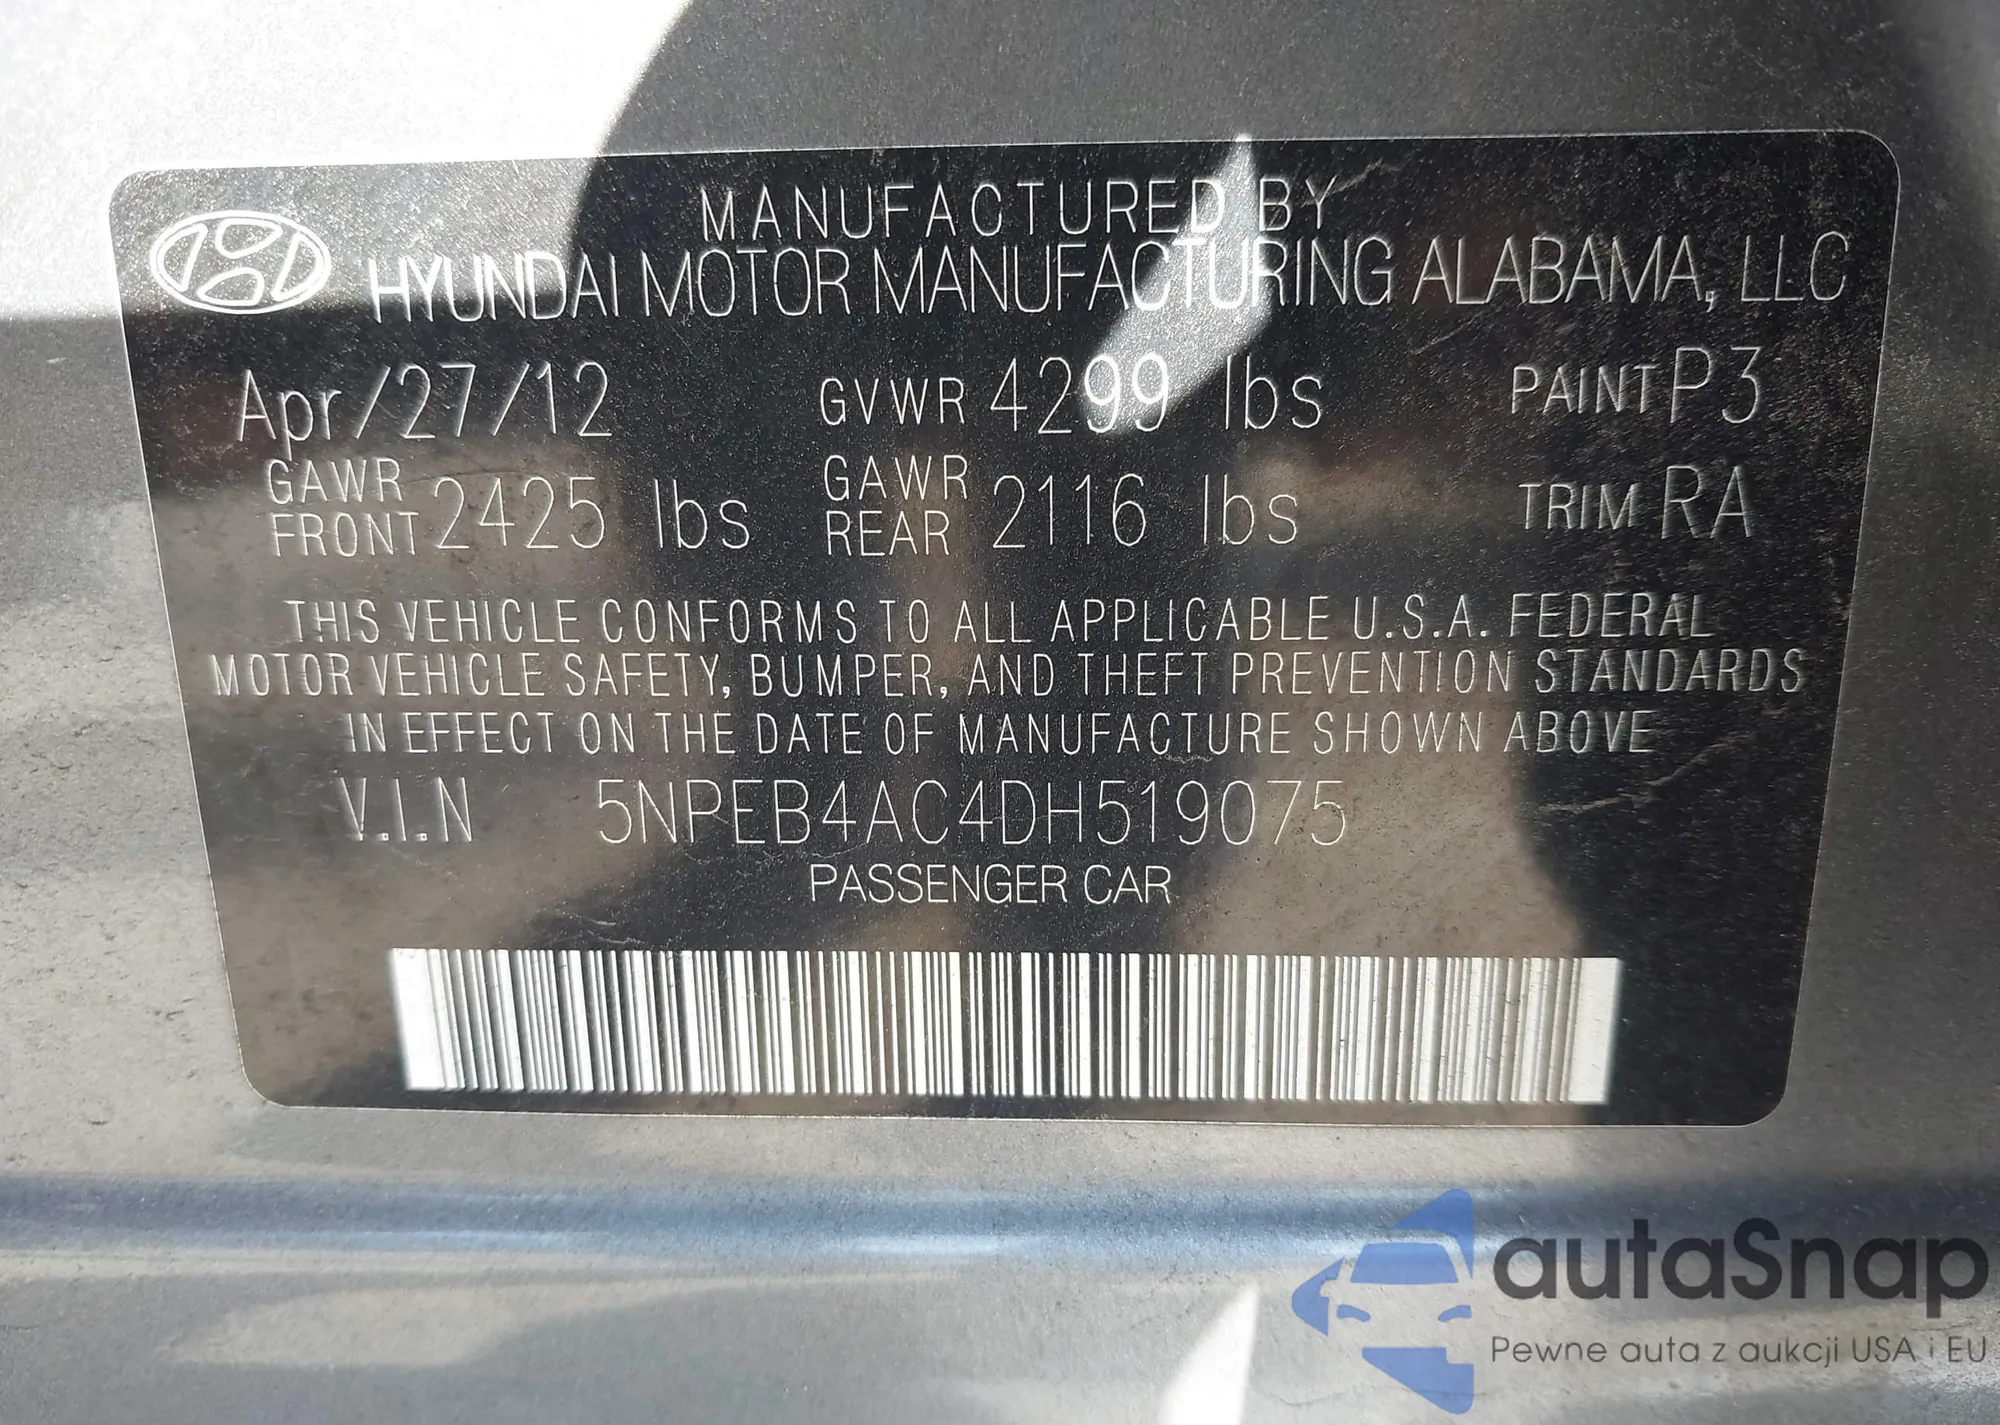 MANUFACTURED BY
HYUNDAI MOTOR MANUFACTURING ALABAMA, LLC
Apr/27/12 GVWR 4299 lbs PAINT P3
GAWR FRONT 2425 lbs GAWR REAR 2116 lbs TRIM RA
THIS VEHICLE CONFORMS TO ALL APPLICABLE U.S.A. FEDERAL
MOTOR VEHICLE SAFETY, BUMPER, AND THEFT PREVENTION STANDARDS
IN EFFECT ON THE DATE OF MANUFACTURE SHOWN ABOVE
V.I.N 5NPEB4AC4DH519075
PASSENGER CAR
autaSnap
Pewne auta z aukcji USA i EU